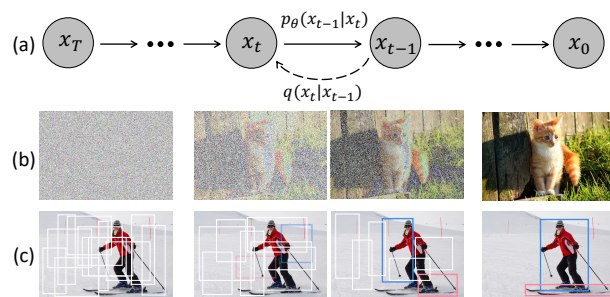 p_θ(x_{t−1}|x_t)
(a) x_T ••• x_t x_{t−1} ••• x_0
q(x_t|x_{t−1})
(b)
(c)